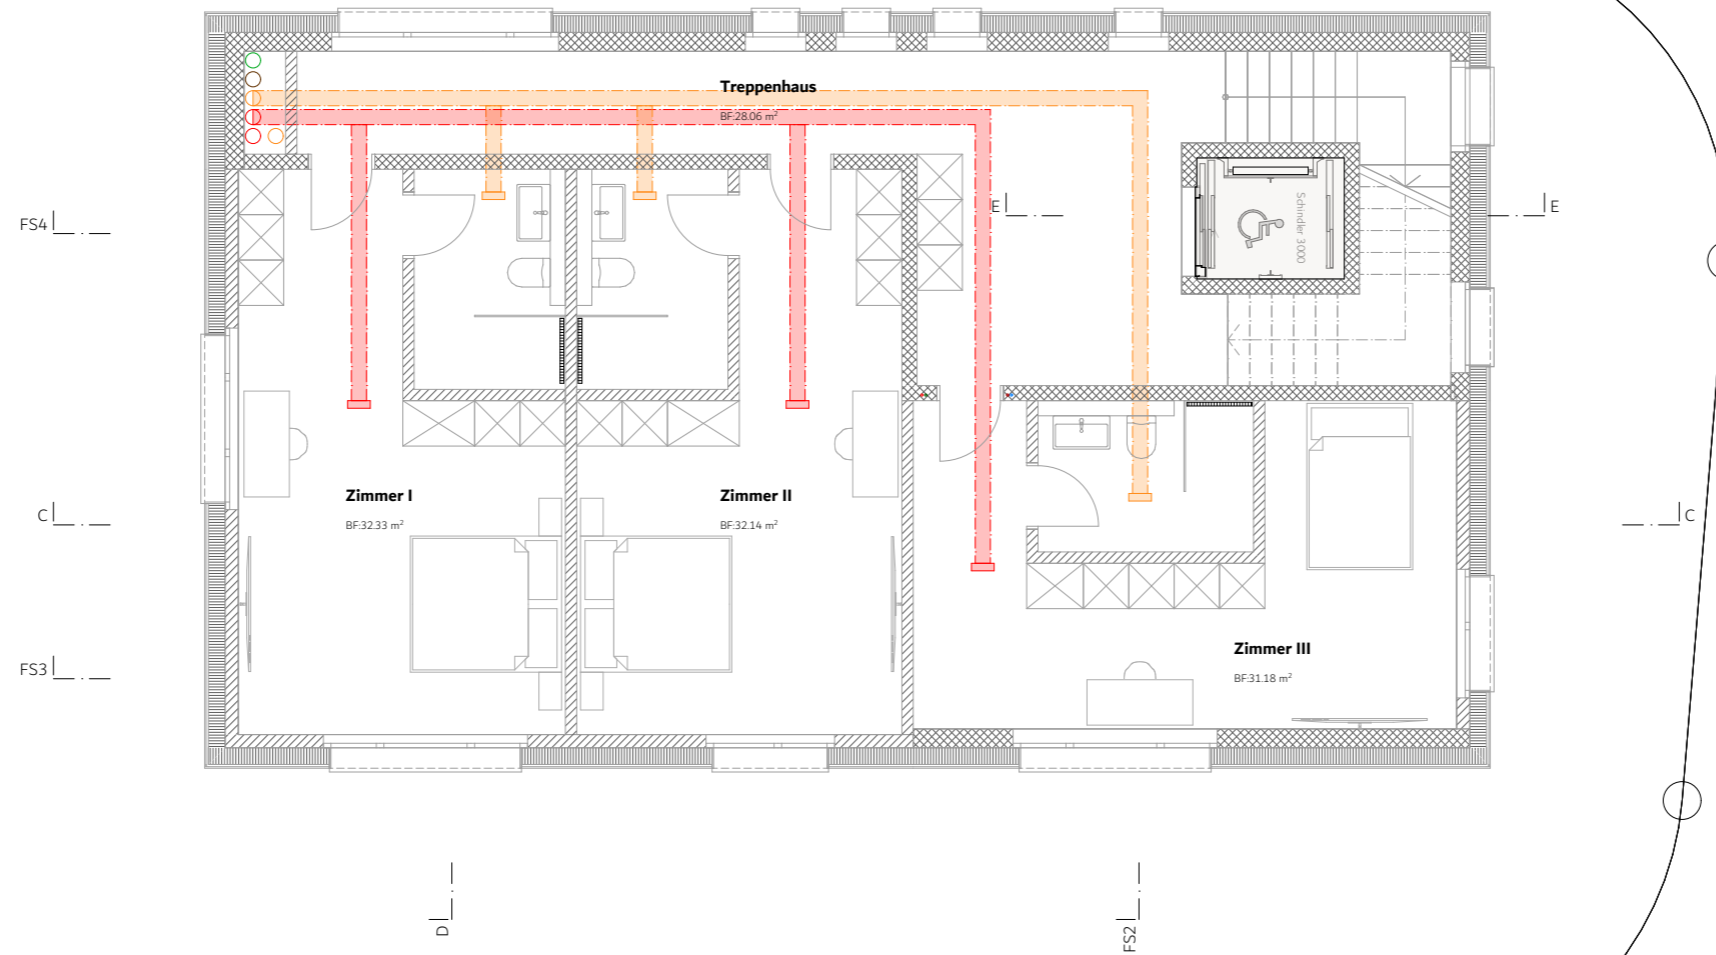 Treppenhaus
BF:28.06 m²
Schindler 3000
E
E
FS4
Zimmer I
BF:32.33 m²
Zimmer II
BF:32.14 m²
C
C
Zimmer III
BF:31.18 m²
FS3
D
FS2